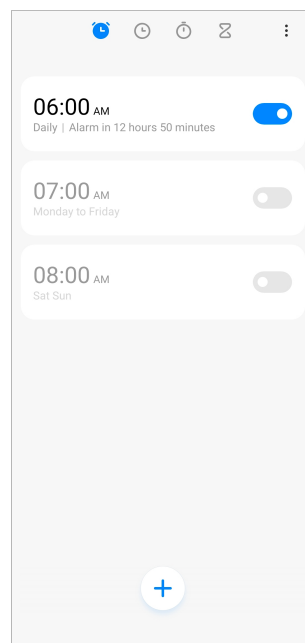 06:00 AM
Daily | Alarm in 12 hours 50 minutes
07:00 AM
Monday to Friday
08:00 AM
Sat Sun